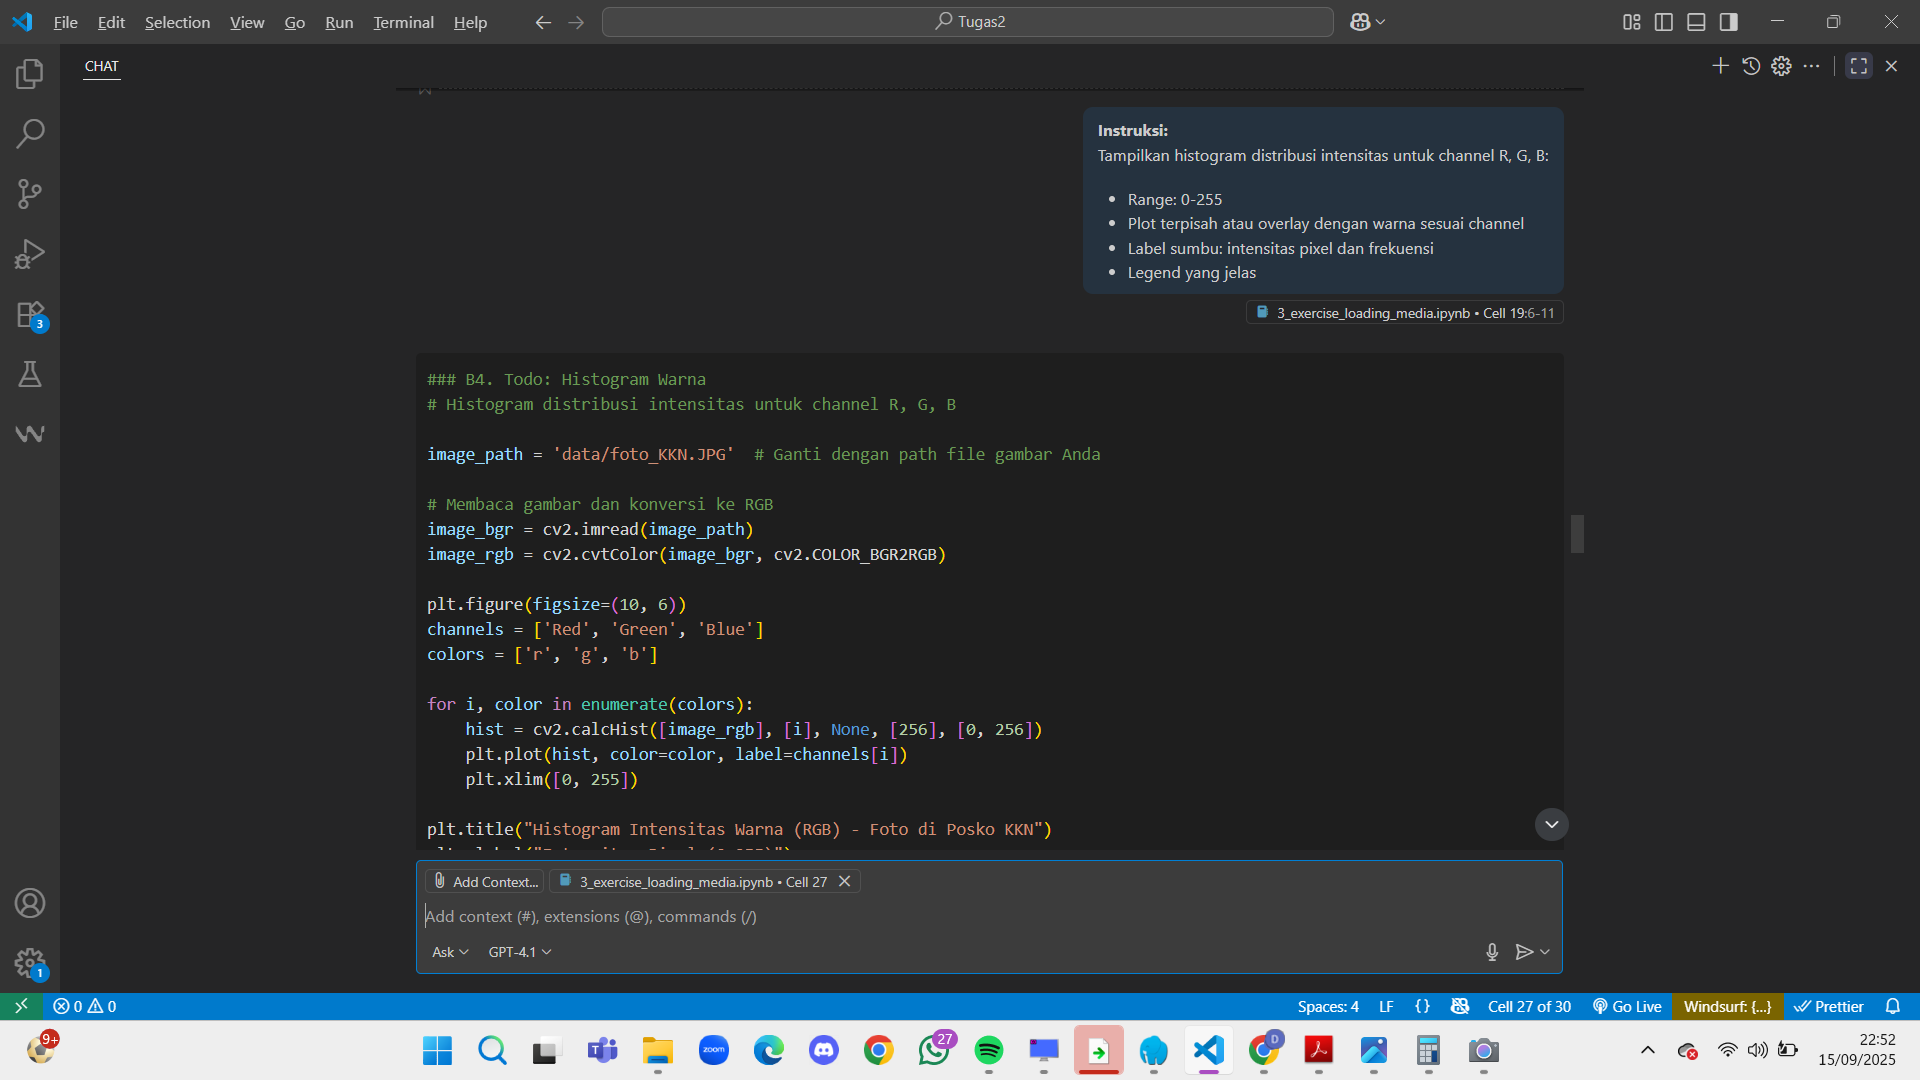 File Edit Selection View Go Run Terminal Help
Tugas2
CHAT
Instruksi:
Tampilkan histogram distribusi intensitas untuk channel R, G, B:
• Range: 0-255
• Plot terpisah atau overlay dengan warna sesuai channel
• Label sumbu: intensitas pixel dan frekuensi
• Legend yang jelas
3_exercise_loading_media.ipynb • Cell 19:6-11
### B4. Todo: Histogram Warna
# Histogram distribusi intensitas untuk channel R, G, B
image_path = 'data/foto_KKN.JPG'  # Ganti dengan path file gambar Anda
# Membaca gambar dan konversi ke RGB
image_bgr = cv2.imread(image_path)
image_rgb = cv2.cvtColor(image_bgr, cv2.COLOR_BGR2RGB)
plt.figure(figsize=(10, 6))
channels = ['Red', 'Green', 'Blue']
colors = ['r', 'g', 'b']
for i, color in enumerate(colors):
    hist = cv2.calcHist([image_rgb], [i], None, [256], [0, 256])
    plt.plot(hist, color=color, label=channels[i])
    plt.xlim([0, 255])
plt.title("Histogram Intensitas Warna (RGB) - Foto di Posko KKN")
Add Context... 3_exercise_loading_media.ipynb • Cell 27
Add context (#), extensions (@), commands (/)
Ask GPT-4.1
3
1
0 0 Spaces: 4 LF {} Cell 27 of 30 Go Live Windsurf: {...} Prettier
9+
zoom
27
D
22:52
15/09/2025